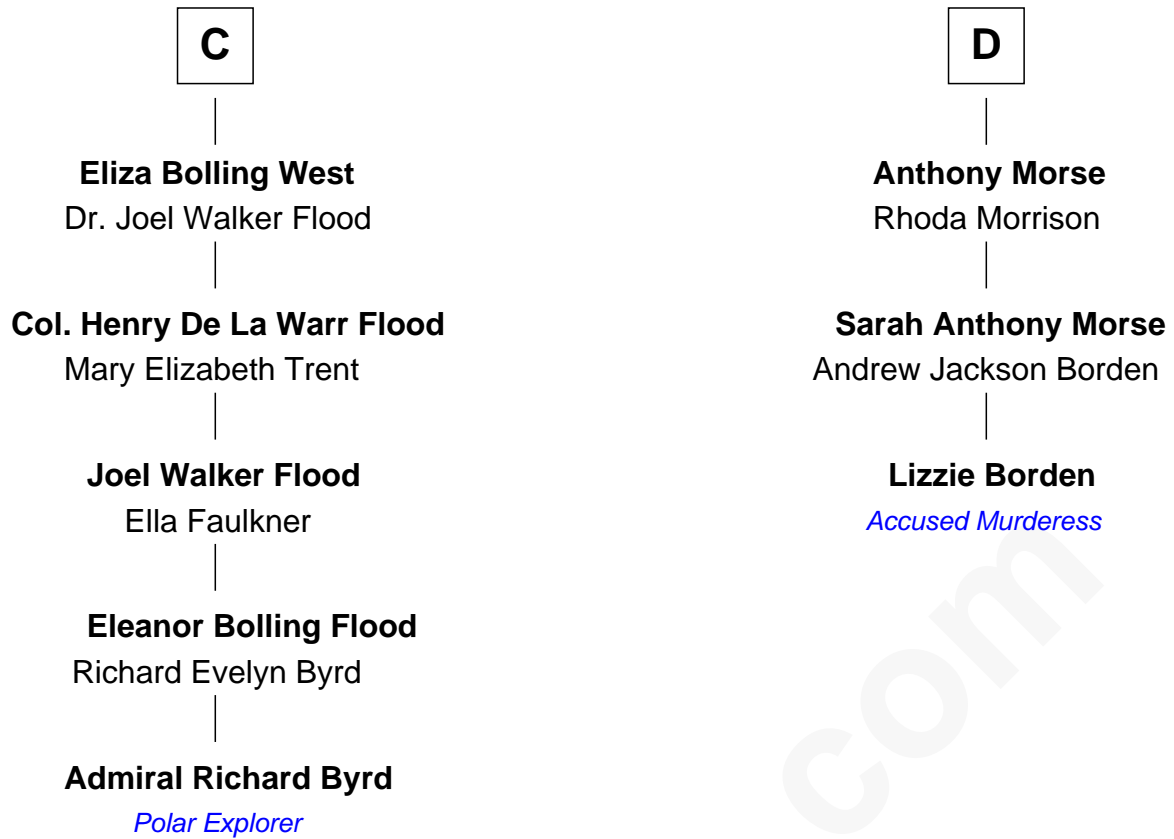 C
Eliza Bolling West
Dr. Joel Walker Flood
Col. Henry De La Warr Flood
Mary Elizabeth Trent
Joel Walker Flood
Ella Faulkner
Eleanor Bolling Flood
Richard Evelyn Byrd
Admiral Richard Byrd
Polar Explorer
D
Anthony Morse
Rhoda Morrison
Sarah Anthony Morse
Andrew Jackson Borden
Lizzie Borden
Accused Murderess
com